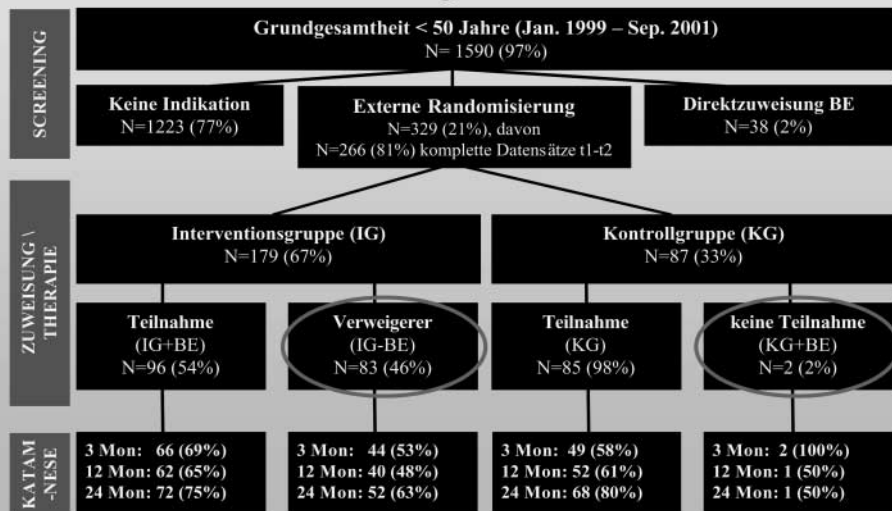 SCREENING
Grundgesamtheit < 50 Jahre (Jan. 1999 – Sep. 2001)
N= 1590 (97%)
Keine Indikation
N=1223 (77%)
Externe Randomisierung
N=329 (21%), davon
N=266 (81%) komplette Datensätze t1-t2
Direktzuweisung BE
N=38 (2%)
ZUWEISUNG \
THERAPIE
Interventionsgruppe (IG)
N=179 (67%)
Kontrollgruppe (KG)
N=87 (33%)
Teilnahme
(IG+BE)
N=96 (54%)
Verweigerer
(IG-BE)
N=83 (46%)
Teilnahme
(KG)
N=85 (98%)
keine Teilnahme
(KG+BE)
N=2 (2%)
KATAM
-NESE
3 Mon: 66 (69%)
12 Mon: 62 (65%)
24 Mon: 72 (75%)
3 Mon: 44 (53%)
12 Mon: 40 (48%)
24 Mon: 52 (63%)
3 Mon: 49 (58%)
12 Mon: 52 (61%)
24 Mon: 68 (80%)
3 Mon: 2 (100%)
12 Mon: 1 (50%)
24 Mon: 1 (50%)